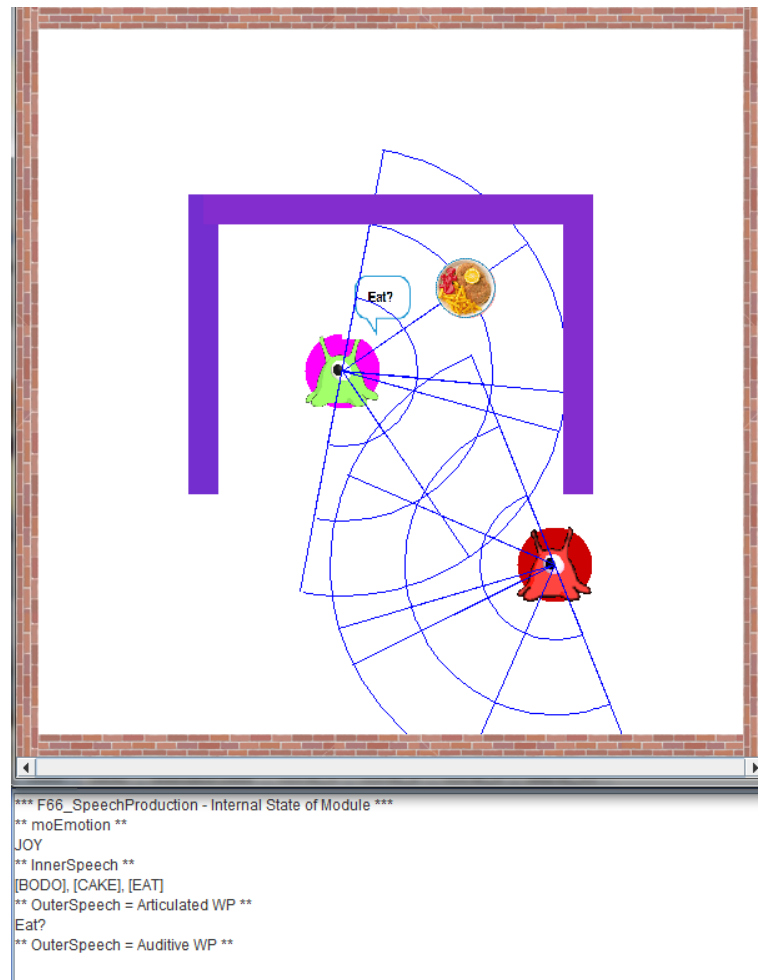 Eat?
*** F66_SpeechProduction - Internal State of Module ***
** moEmotion **
JOY
** InnerSpeech **
[BODO], [CAKE], [EAT]
** OuterSpeech = Articulated WP **
Eat?
** OuterSpeech = Auditive WP **